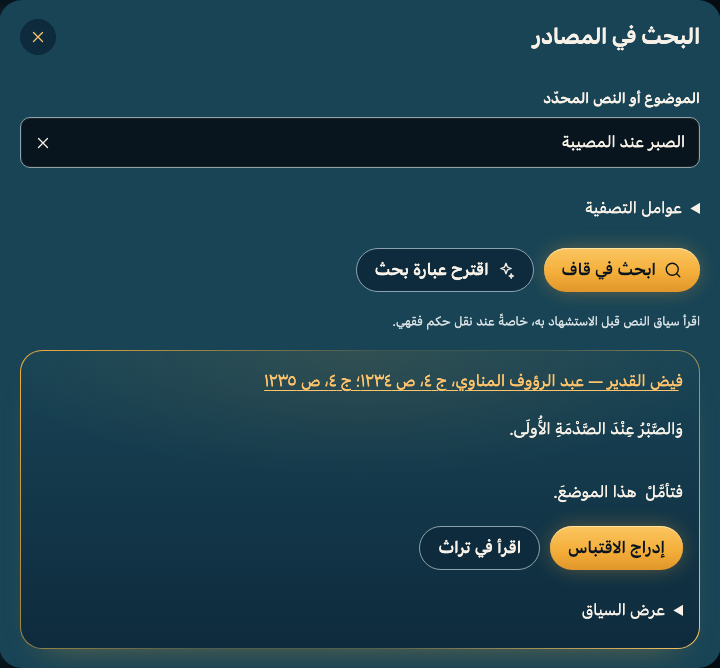 البحث في المصادر
الموضوع أو النص المحدّد
الصبر عند المصيبة
عوامل التصفية
ابحث في قاف
اقترح عبارة بحث
اقرأ سياق النص قبل الاستشهاد به، خاصةً عند نقل حكم فقهي.
فيض القدير — عبد الرؤوف المناوي، ج ٤، ص ١٢٣٤؛ ج ٤، ص ١٢٣٥
وَالصَّبْرُ عِنْدَ الصَّدْمَةِ الأُولَى.
فتأمَّلْ هذا الموضعَ.
إدراج الاقتباس
اقرأ في تراث
عرض السياق